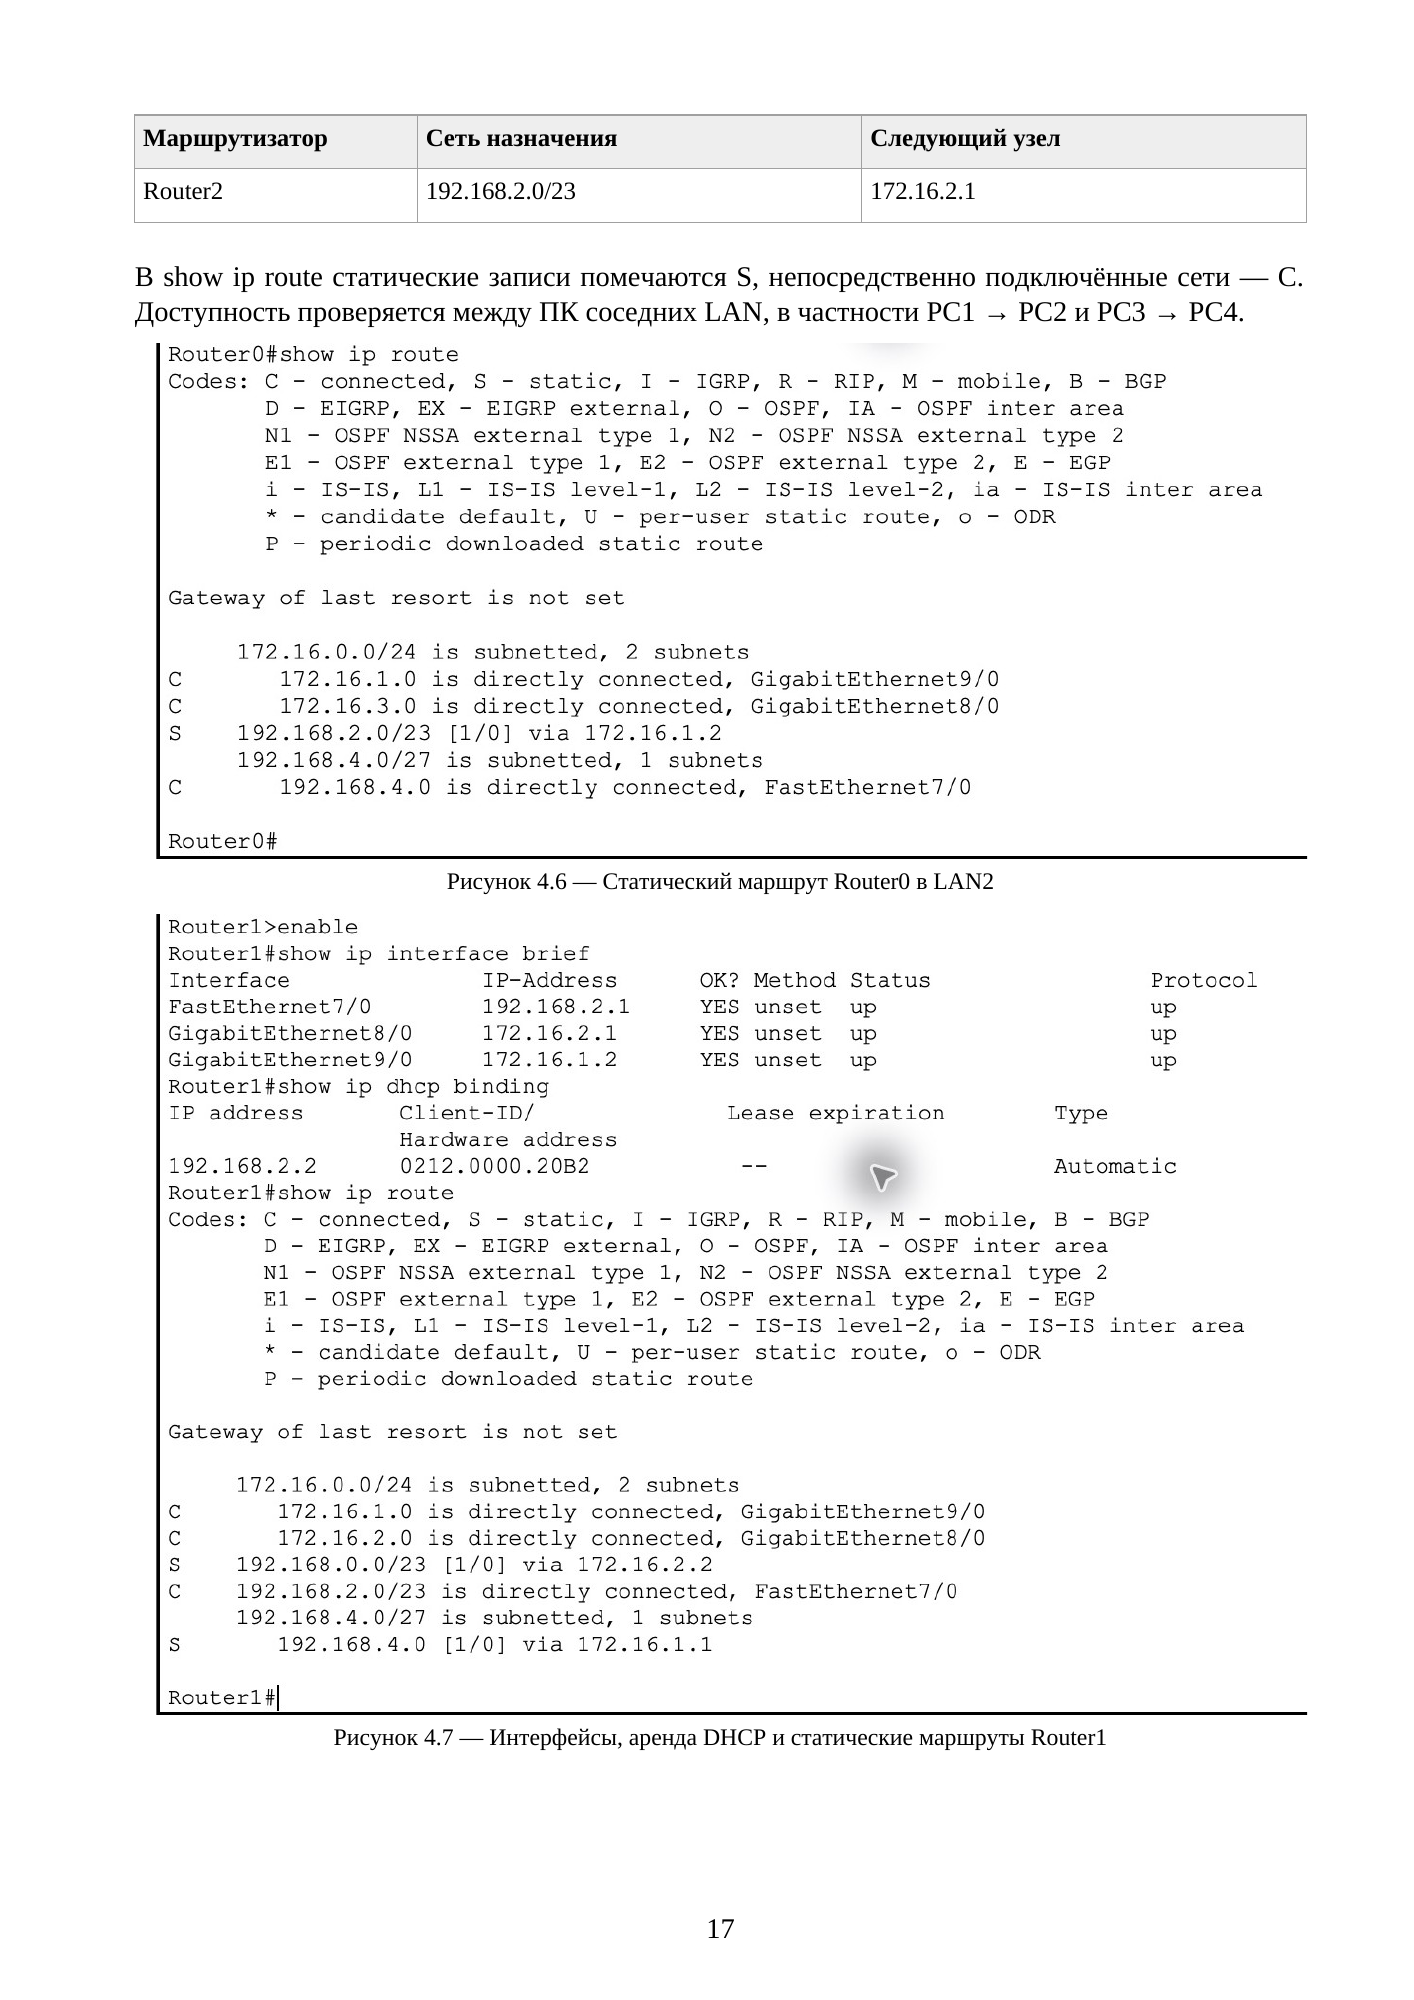 Маршрутизатор Сеть назначения Следующий узел
Router2 192.168.2.0/23 172.16.2.1
В show ip route статические записи помечаются S, непосредственно подключённые сети — C.
Доступность проверяется между ПК соседних LAN, в частности PC1 → PC2 и PC3 → PC4.
Router0#show ip route
Codes: C - connected, S - static, I - IGRP, R - RIP, M - mobile, B - BGP
       D - EIGRP, EX - EIGRP external, O - OSPF, IA - OSPF inter area
       N1 - OSPF NSSA external type 1, N2 - OSPF NSSA external type 2
       E1 - OSPF external type 1, E2 - OSPF external type 2, E - EGP
       i - IS-IS, L1 - IS-IS level-1, L2 - IS-IS level-2, ia - IS-IS inter area
       * - candidate default, U - per-user static route, o - ODR
       P - periodic downloaded static route
Gateway of last resort is not set
     172.16.0.0/24 is subnetted, 2 subnets
C       172.16.1.0 is directly connected, GigabitEthernet9/0
C       172.16.3.0 is directly connected, GigabitEthernet8/0
S    192.168.2.0/23 [1/0] via 172.16.1.2
     192.168.4.0/27 is subnetted, 1 subnets
C       192.168.4.0 is directly connected, FastEthernet7/0
Router0#
Рисунок 4.6 — Статический маршрут Router0 в LAN2
Router1>enable
Router1#show ip interface brief
Interface              IP-Address      OK? Method Status                Protocol
FastEthernet7/0        192.168.2.1     YES unset  up                    up
GigabitEthernet8/0     172.16.2.1      YES unset  up                    up
GigabitEthernet9/0     172.16.1.2      YES unset  up                    up
Router1#show ip dhcp binding
IP address       Client-ID/              Lease expiration        Type
                 Hardware address
192.168.2.2      0212.0000.20B2           --                     Automatic
Router1#show ip route
Codes: C - connected, S - static, I - IGRP, R - RIP, M - mobile, B - BGP
       D - EIGRP, EX - EIGRP external, O - OSPF, IA - OSPF inter area
       N1 - OSPF NSSA external type 1, N2 - OSPF NSSA external type 2
       E1 - OSPF external type 1, E2 - OSPF external type 2, E - EGP
       i - IS-IS, L1 - IS-IS level-1, L2 - IS-IS level-2, ia - IS-IS inter area
       * - candidate default, U - per-user static route, o - ODR
       P - periodic downloaded static route
Gateway of last resort is not set
     172.16.0.0/24 is subnetted, 2 subnets
C       172.16.1.0 is directly connected, GigabitEthernet9/0
C       172.16.2.0 is directly connected, GigabitEthernet8/0
S    192.168.0.0/23 [1/0] via 172.16.2.2
C    192.168.2.0/23 is directly connected, FastEthernet7/0
     192.168.4.0/27 is subnetted, 1 subnets
S       192.168.4.0 [1/0] via 172.16.1.1
Router1#
Рисунок 4.7 — Интерфейсы, аренда DHCP и статические маршруты Router1
17